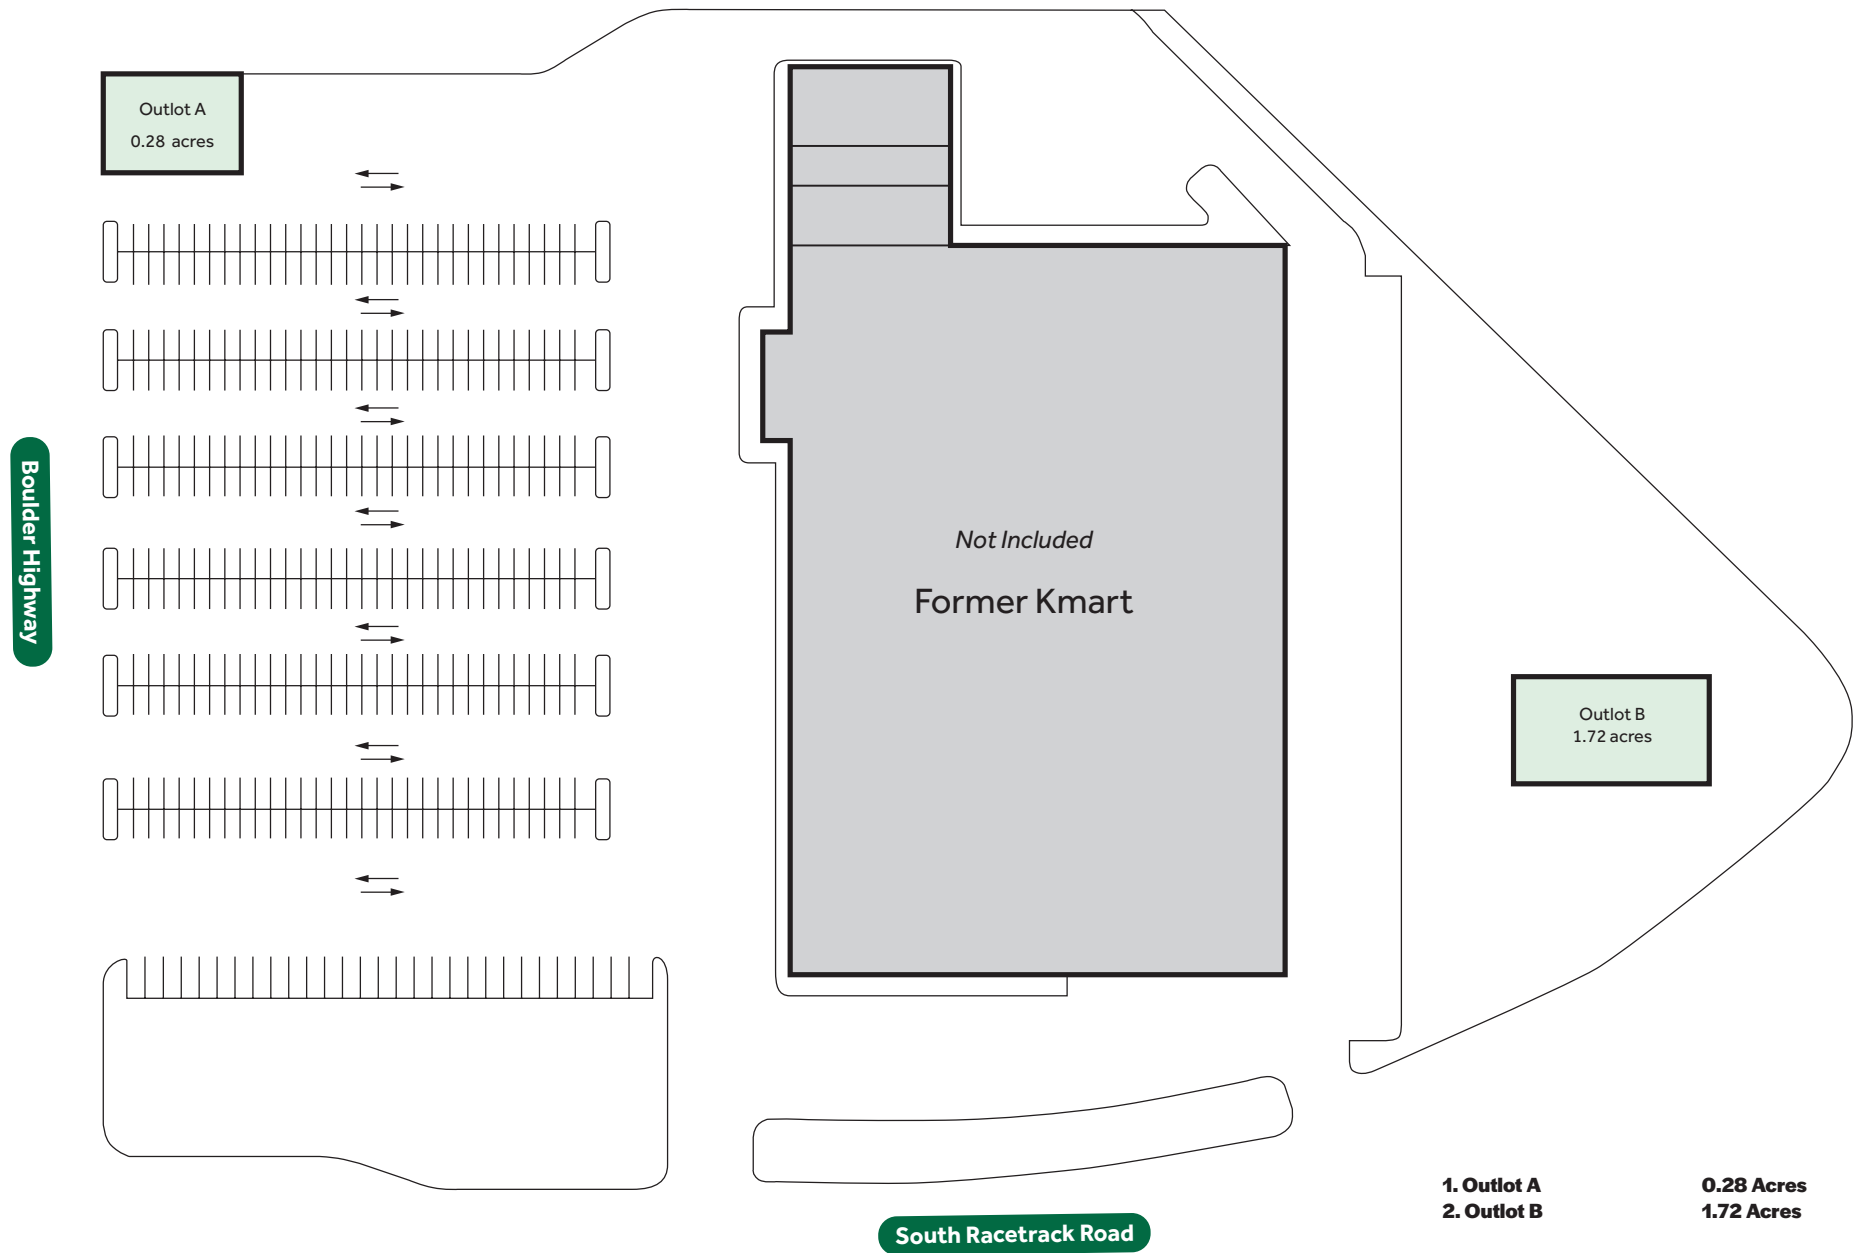 Outlot A
0.28 acres
Boulder Highway
Not Included
Former Kmart
Outlot B
1.72 acres
1. Outlot A 0.28 Acres
2. Outlot B 1.72 Acres
South Racetrack Road